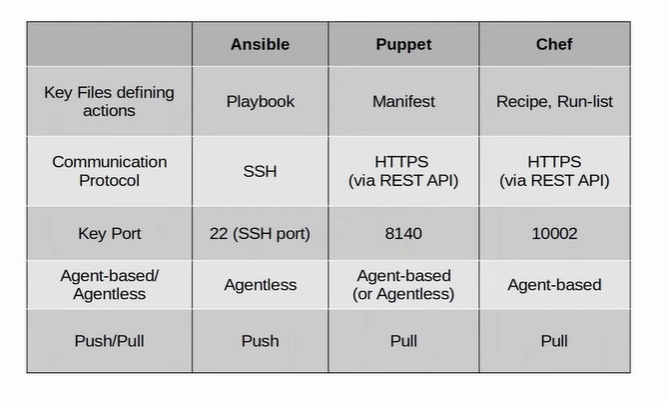 Ansible Puppet Chef
Key Files defining
actions
Playbook Manifest Recipe, Run-list
Communication
Protocol
SSH
HTTPS
(via REST API)
HTTPS
(via REST API)
Key Port 22 (SSH port) 8140 10002
Agent-based/
Agentless
Agentless
Agent-based
(or Agentless)
Agent-based
Push/Pull Push Pull Pull